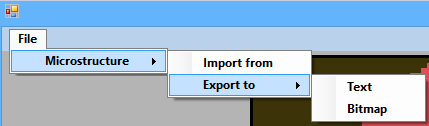 File
Microstructure
Import from
Export to
Text
Bitmap